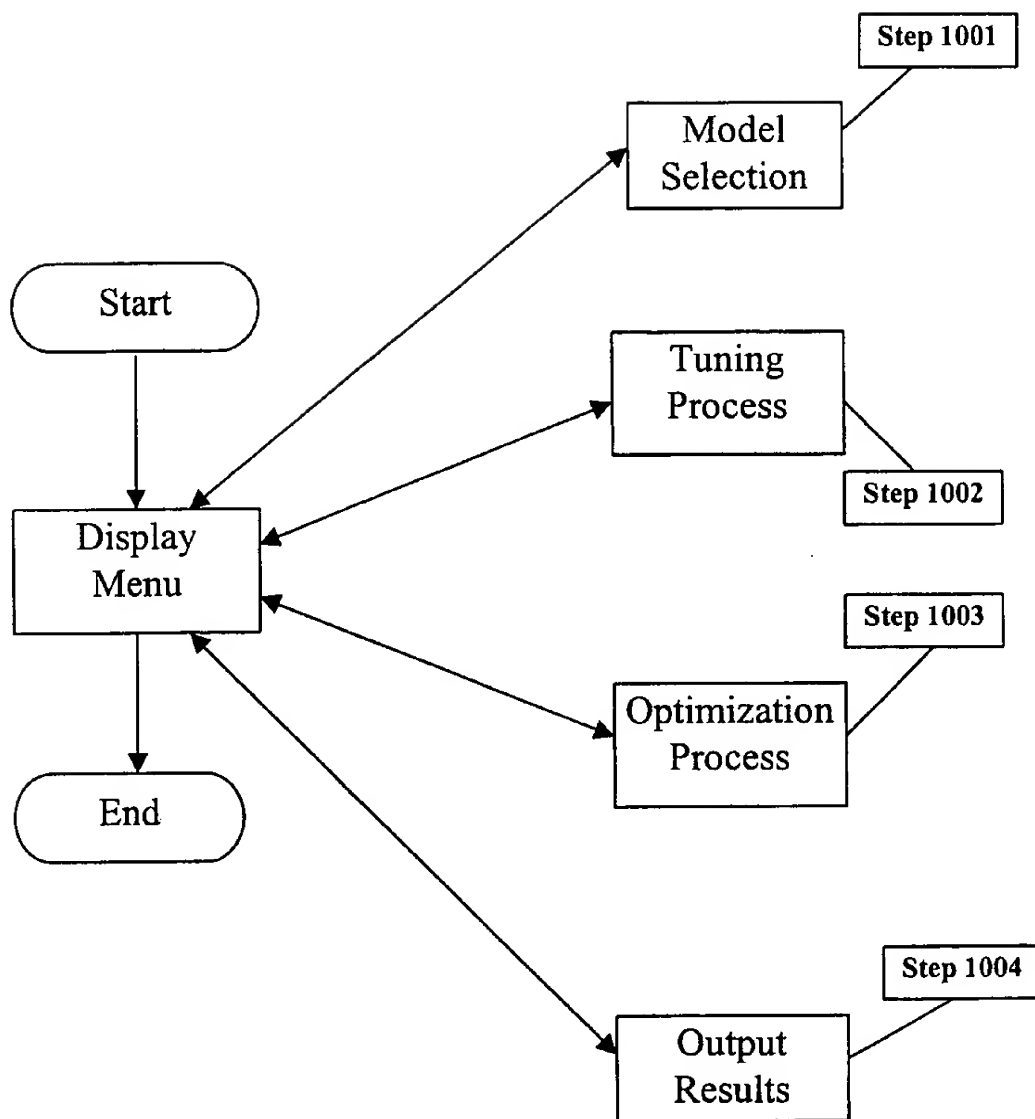 Step 1001
Model
Selection
Start
Tuning
Process
Step 1002
Display
Menu
Step 1003
Optimization
Process
End
Step 1004
Output
Results